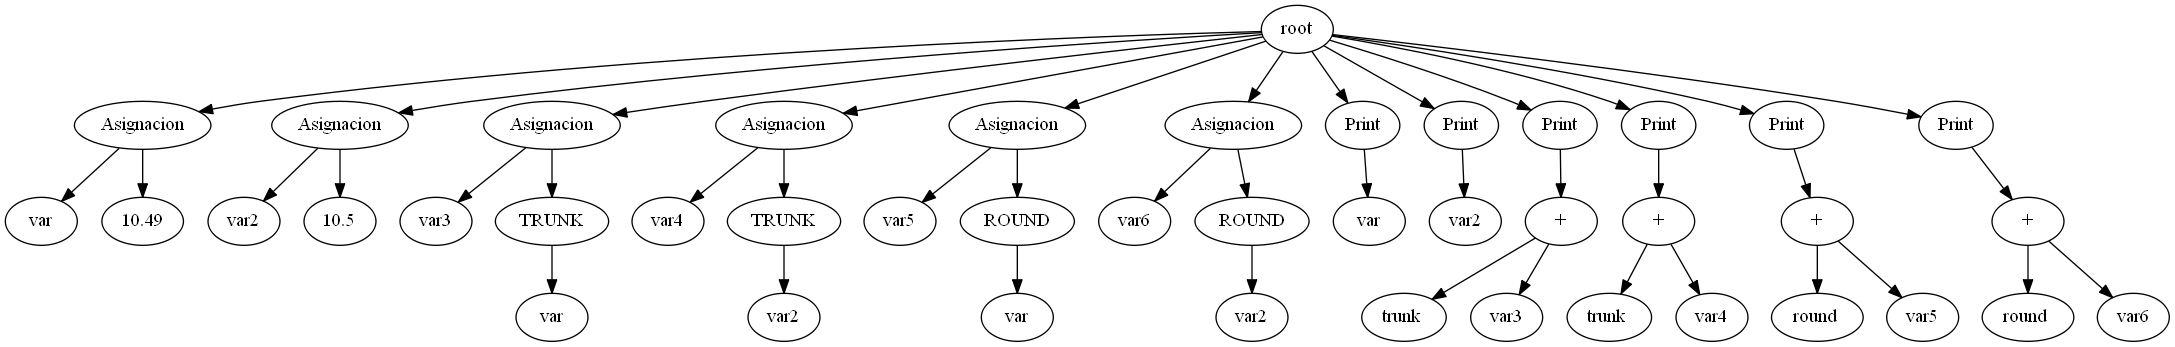 root
Asignacion Asignacion Asignacion Asignacion Asignacion Asignacion Print Print Print Print Print Print
var 10.49 var2 10.5 var3 TRUNK var4 TRUNK var5 ROUND var6 ROUND var var2 + + + +
var var2 var var2 trunk var3 trunk var4 round var5 round var6